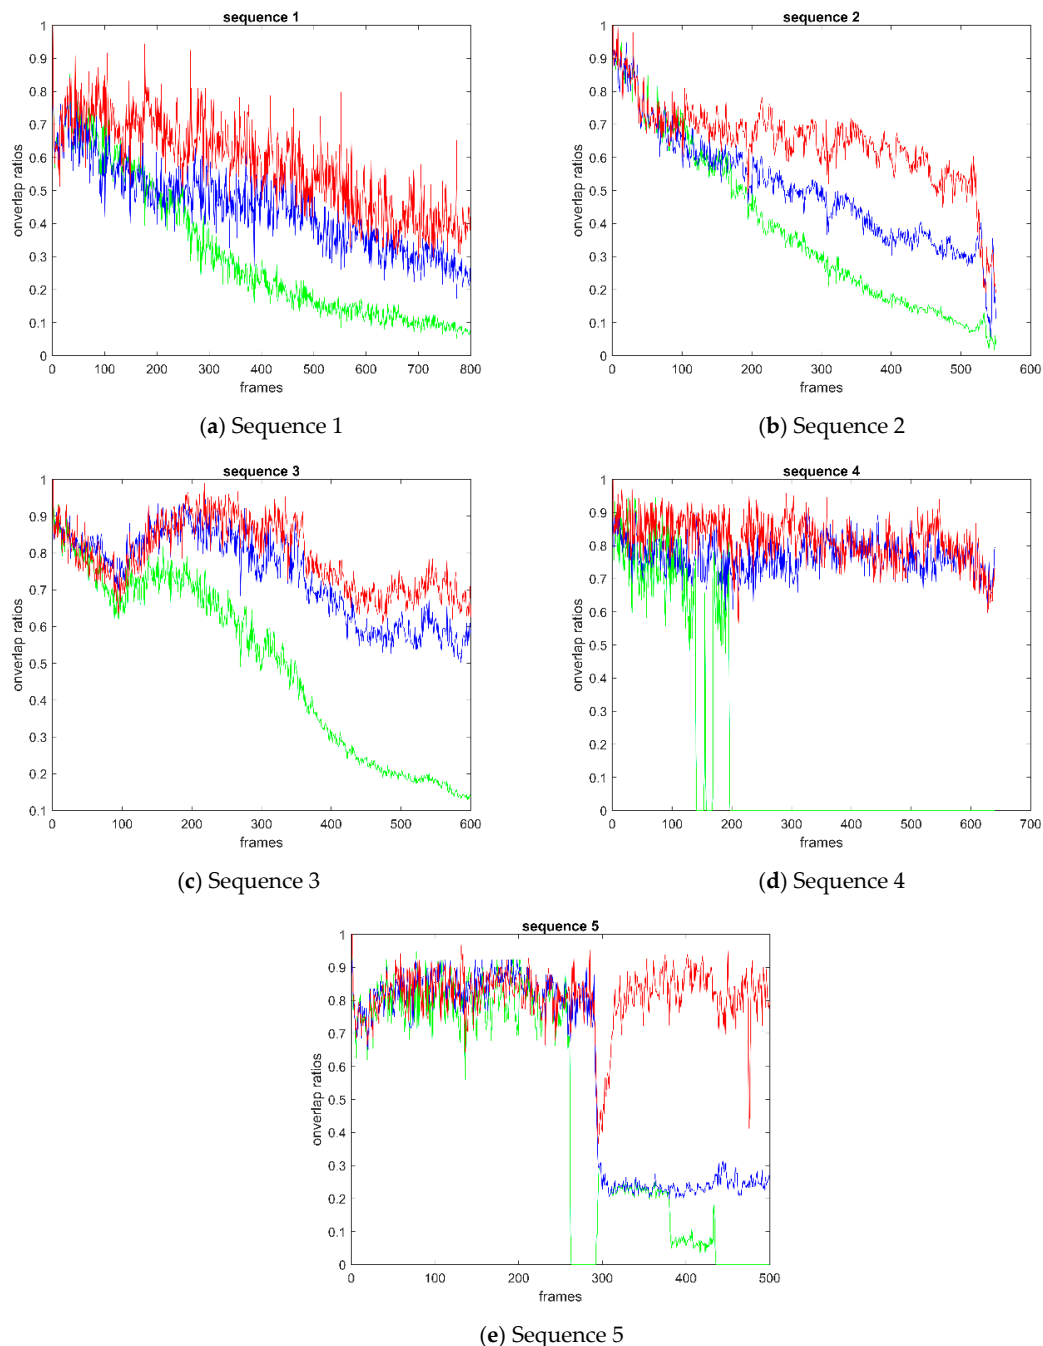 sequence 1
1
0.9
0.8
0.7
0.6
0.5
0.4
0.3
0.2
0.1
0
onverlap ratios
0 100 200 300 400 500 600 700 800
frames
(a) Sequence 1
sequence 2
1
0.9
0.8
0.7
0.6
0.5
0.4
0.3
0.2
0.1
0
onverlap ratios
0 100 200 300 400 500 600
frames
(b) Sequence 2
sequence 3
1
0.9
0.8
0.7
0.6
0.5
0.4
0.3
0.2
0.1
onverlap ratios
0 100 200 300 400 500 600
frames
(c) Sequence 3
sequence 4
1
0.9
0.8
0.7
0.6
0.5
0.4
0.3
0.2
0.1
0
onverlap ratios
0 100 200 300 400 500 600 700
frames
(d) Sequence 4
sequence 5
1
0.9
0.8
0.7
0.6
0.5
0.4
0.3
0.2
0.1
0
onverlap ratios
0 100 200 300 400 500
frames
(e) Sequence 5